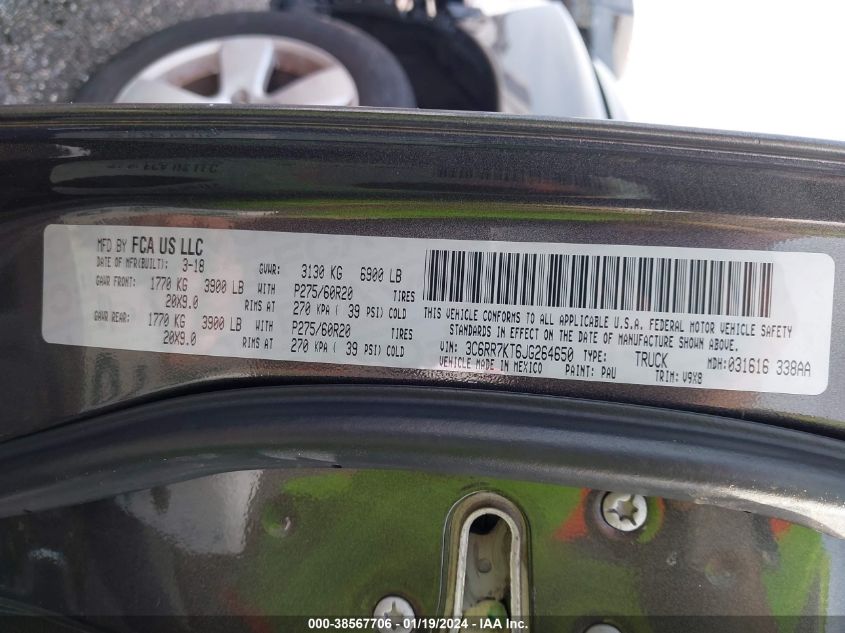 MFD BY FCA US LLC
DATE OF MFR(BUILT): 3-18 GVWR: 3130 KG 6900 LB
GAWR FRONT: 1770 KG 3900 LB WITH P275/60R20 TIRES
20X9.0 RIMS AT 270 KPA ( 39 PSI) COLD
GAWR REAR: 1770 KG 3900 LB WITH P275/60R20 TIRES
20X9.0 RIMS AT 270 KPA ( 39 PSI) COLD
THIS VEHICLE CONFORMS TO ALL APPLICABLE U.S.A. FEDERAL MOTOR VEHICLE SAFETY
STANDARDS IN EFFECT ON THE DATE OF MANUFACTURE SHOWN ABOVE.
VIN: 3C6RR7KT6JG264650 TYPE: TRUCK MDH:031616 338AA
VEHICLE MADE IN MEXICO PAINT: PAU TRIM: V9X8
000-38567706 - 01/19/2024 - IAA Inc.